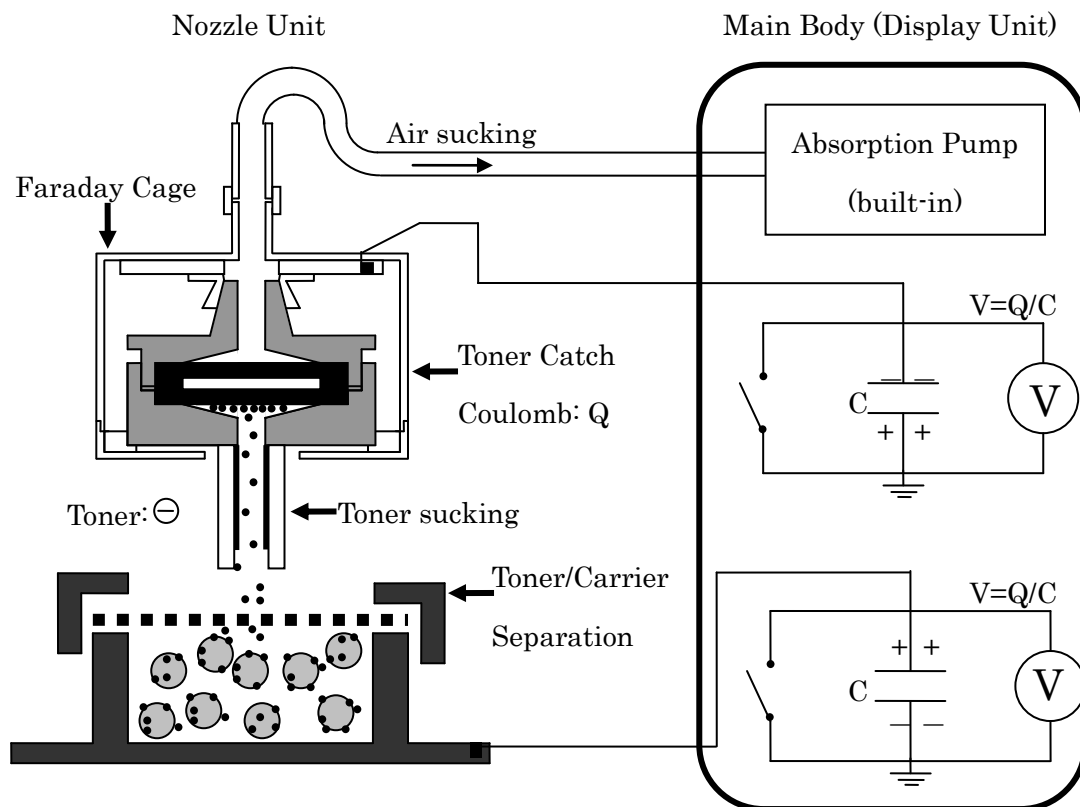 Nozzle Unit
Main Body (Display Unit)
Air sucking
Absorption Pump
(built-in)
Faraday Cage
V=Q/C
Toner Catch
Coulomb: Q
C
− −
+ +
V
Toner: ⊖
Toner sucking
Toner/Carrier
Separation
V=Q/C
+ +
C
− −
V